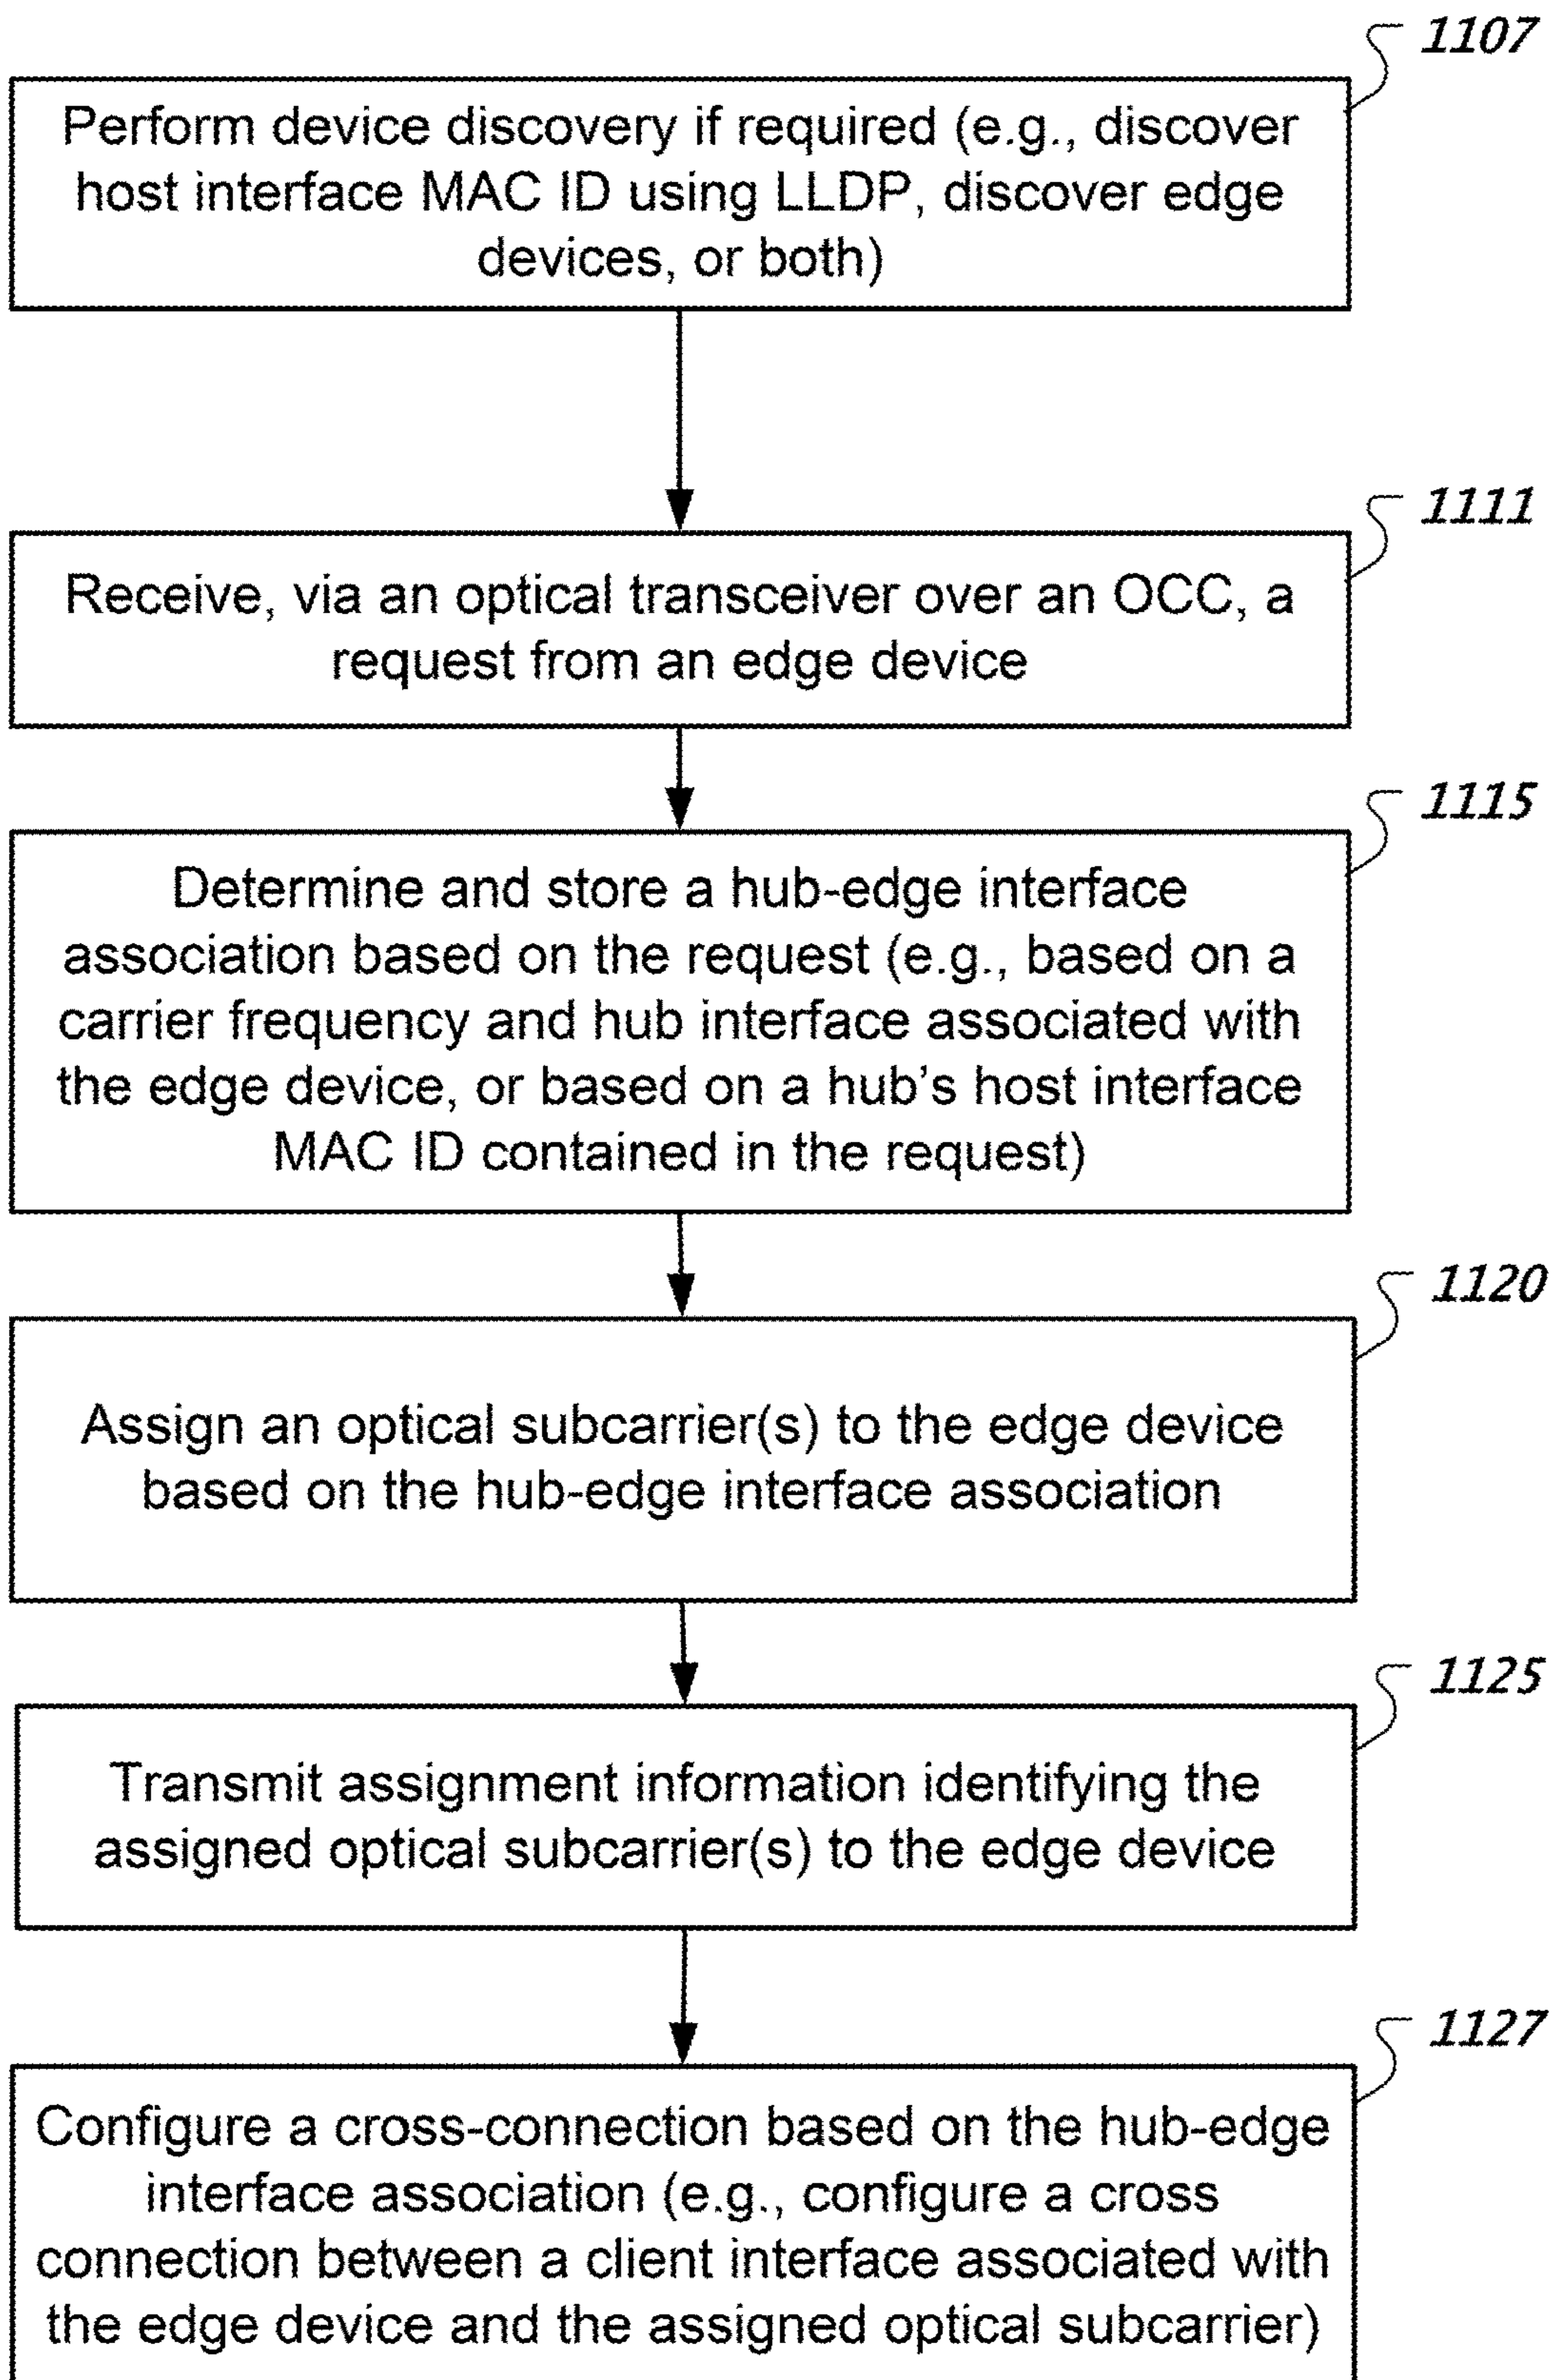 1107
Perform device discovery if required (e.g., discover
host interface MAC ID using LLDP, discover edge
devices, or both)
1111
Receive, via an optical transceiver over an OCC, a
request from an edge device
1115
Determine and store a hub-edge interface
association based on the request (e.g., based on a
carrier frequency and hub interface associated with
the edge device, or based on a hub's host interface
MAC ID contained in the request)
1120
Assign an optical subcarrier(s) to the edge device
based on the hub-edge interface association
1125
Transmit assignment information identifying the
assigned optical subcarrier(s) to the edge device
1127
Configure a cross-connection based on the hub-edge
interface association (e.g., configure a cross
connection between a client interface associated with
the edge device and the assigned optical subcarrier)